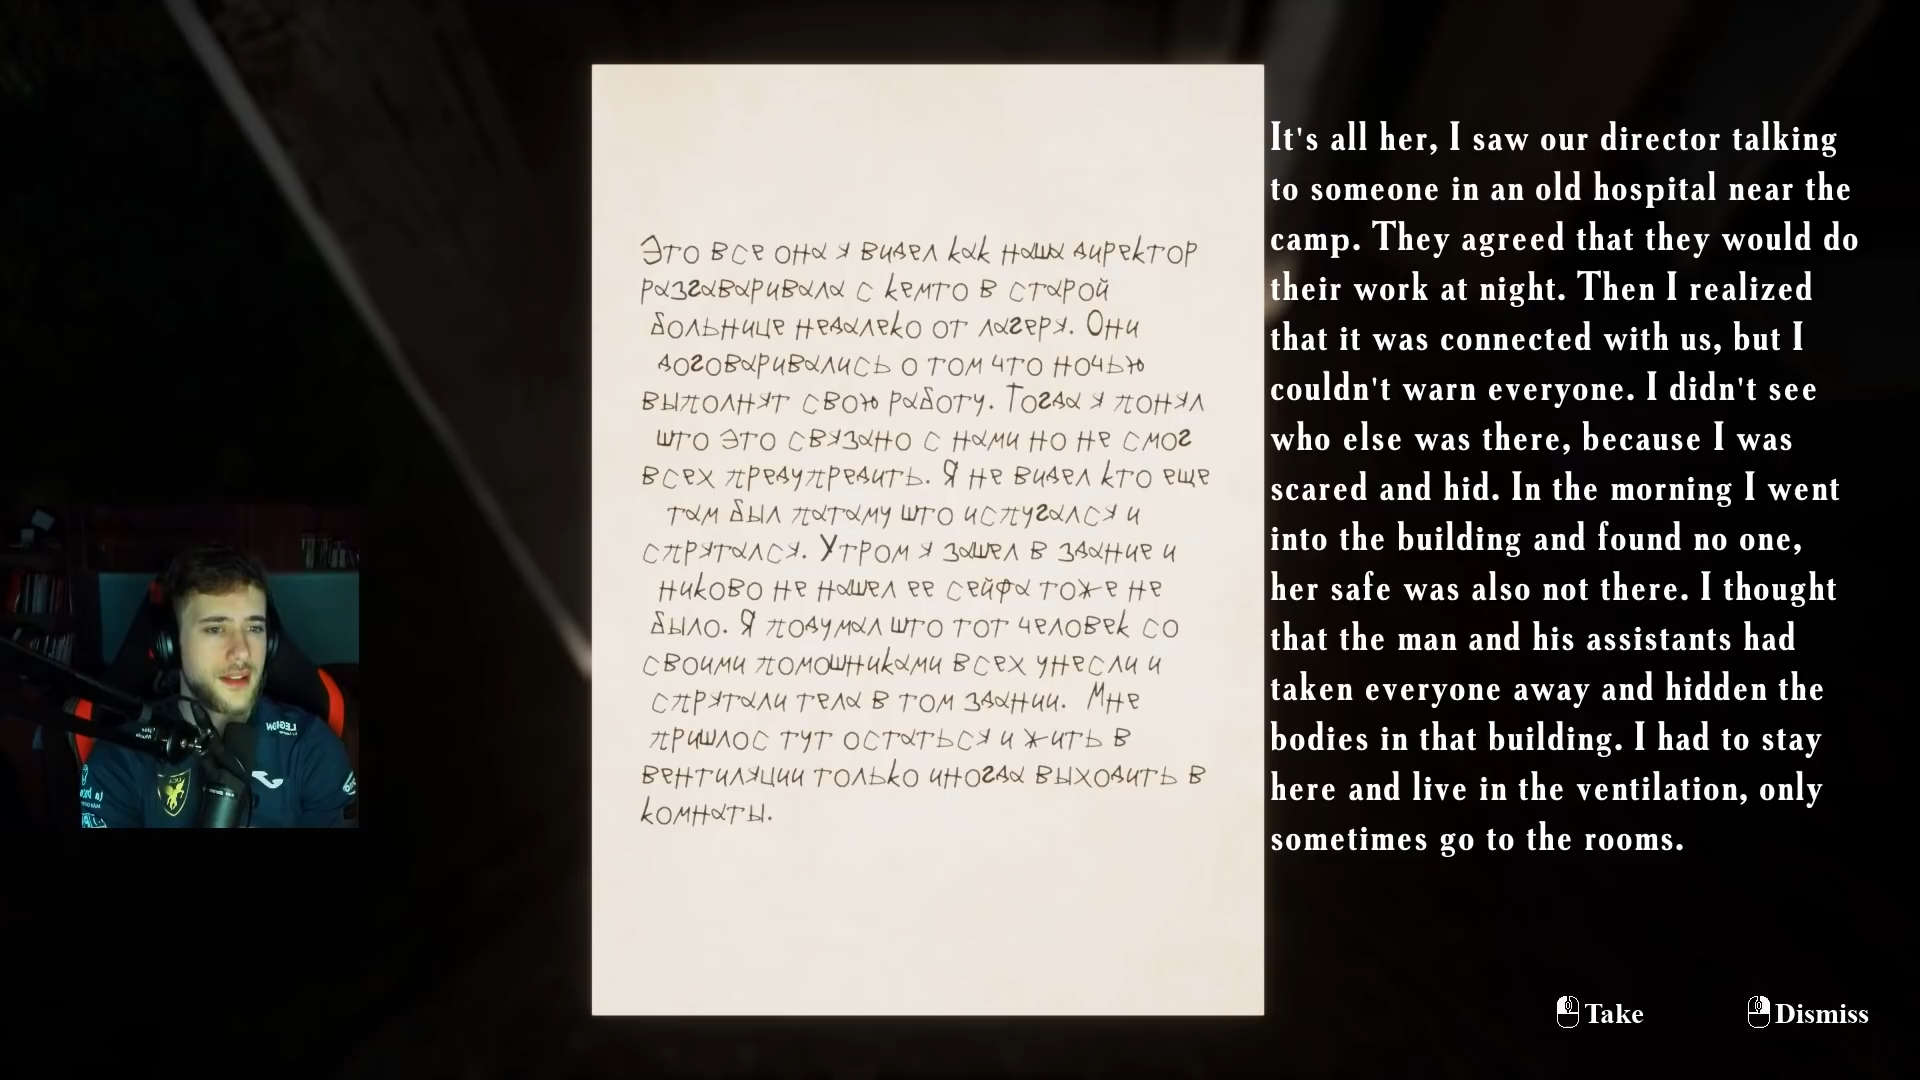 Это все она я видел как наша директор
разгаваривала с кемто в старой
больнице недалеко от лагеря. Они
договаривались о том что ночью
выполнят свою работу. Тогда я понял
што это связано с нами но не смог
всех предупредить. Я не видел кто еще
там был патаму што испугался и
спрятался. Утром я зашел в здание и
никово не нашел ее сейфа тоже не
было. Я подумал што тот человек со
своими помошниками всех унесли и
спрятали тела в том здании. Мне
пришлос тут остаться и жить в
вентиляции только иногда выходить в
комнаты.
It's all her, I saw our director talking
to someone in an old hospital near the
camp. They agreed that they would do
their work at night. Then I realized
that it was connected with us, but I
couldn't warn everyone. I didn't see
who else was there, because I was
scared and hid. In the morning I went
into the building and found no one,
her safe was also not there. I thought
that the man and his assistants had
taken everyone away and hidden the
bodies in that building. I had to stay
here and live in the ventilation, only
sometimes go to the rooms.
LEGION
Take
Dismiss